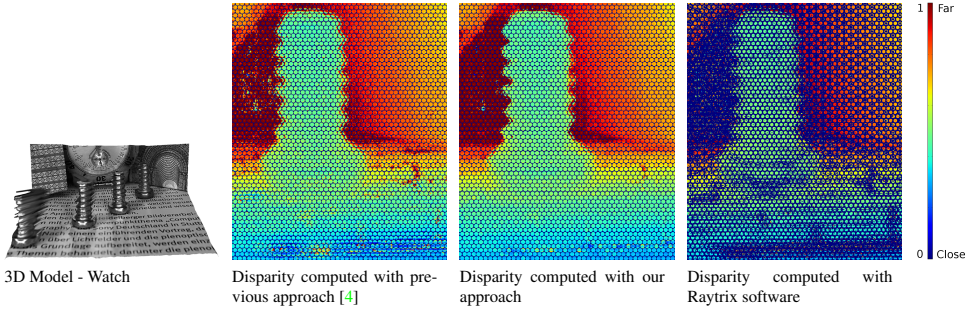 1
Far
0
Close
3D Model - Watch
Disparity computed with pre-
vious approach [4]
Disparity computed with our
approach
Disparity computed with
Raytrix software